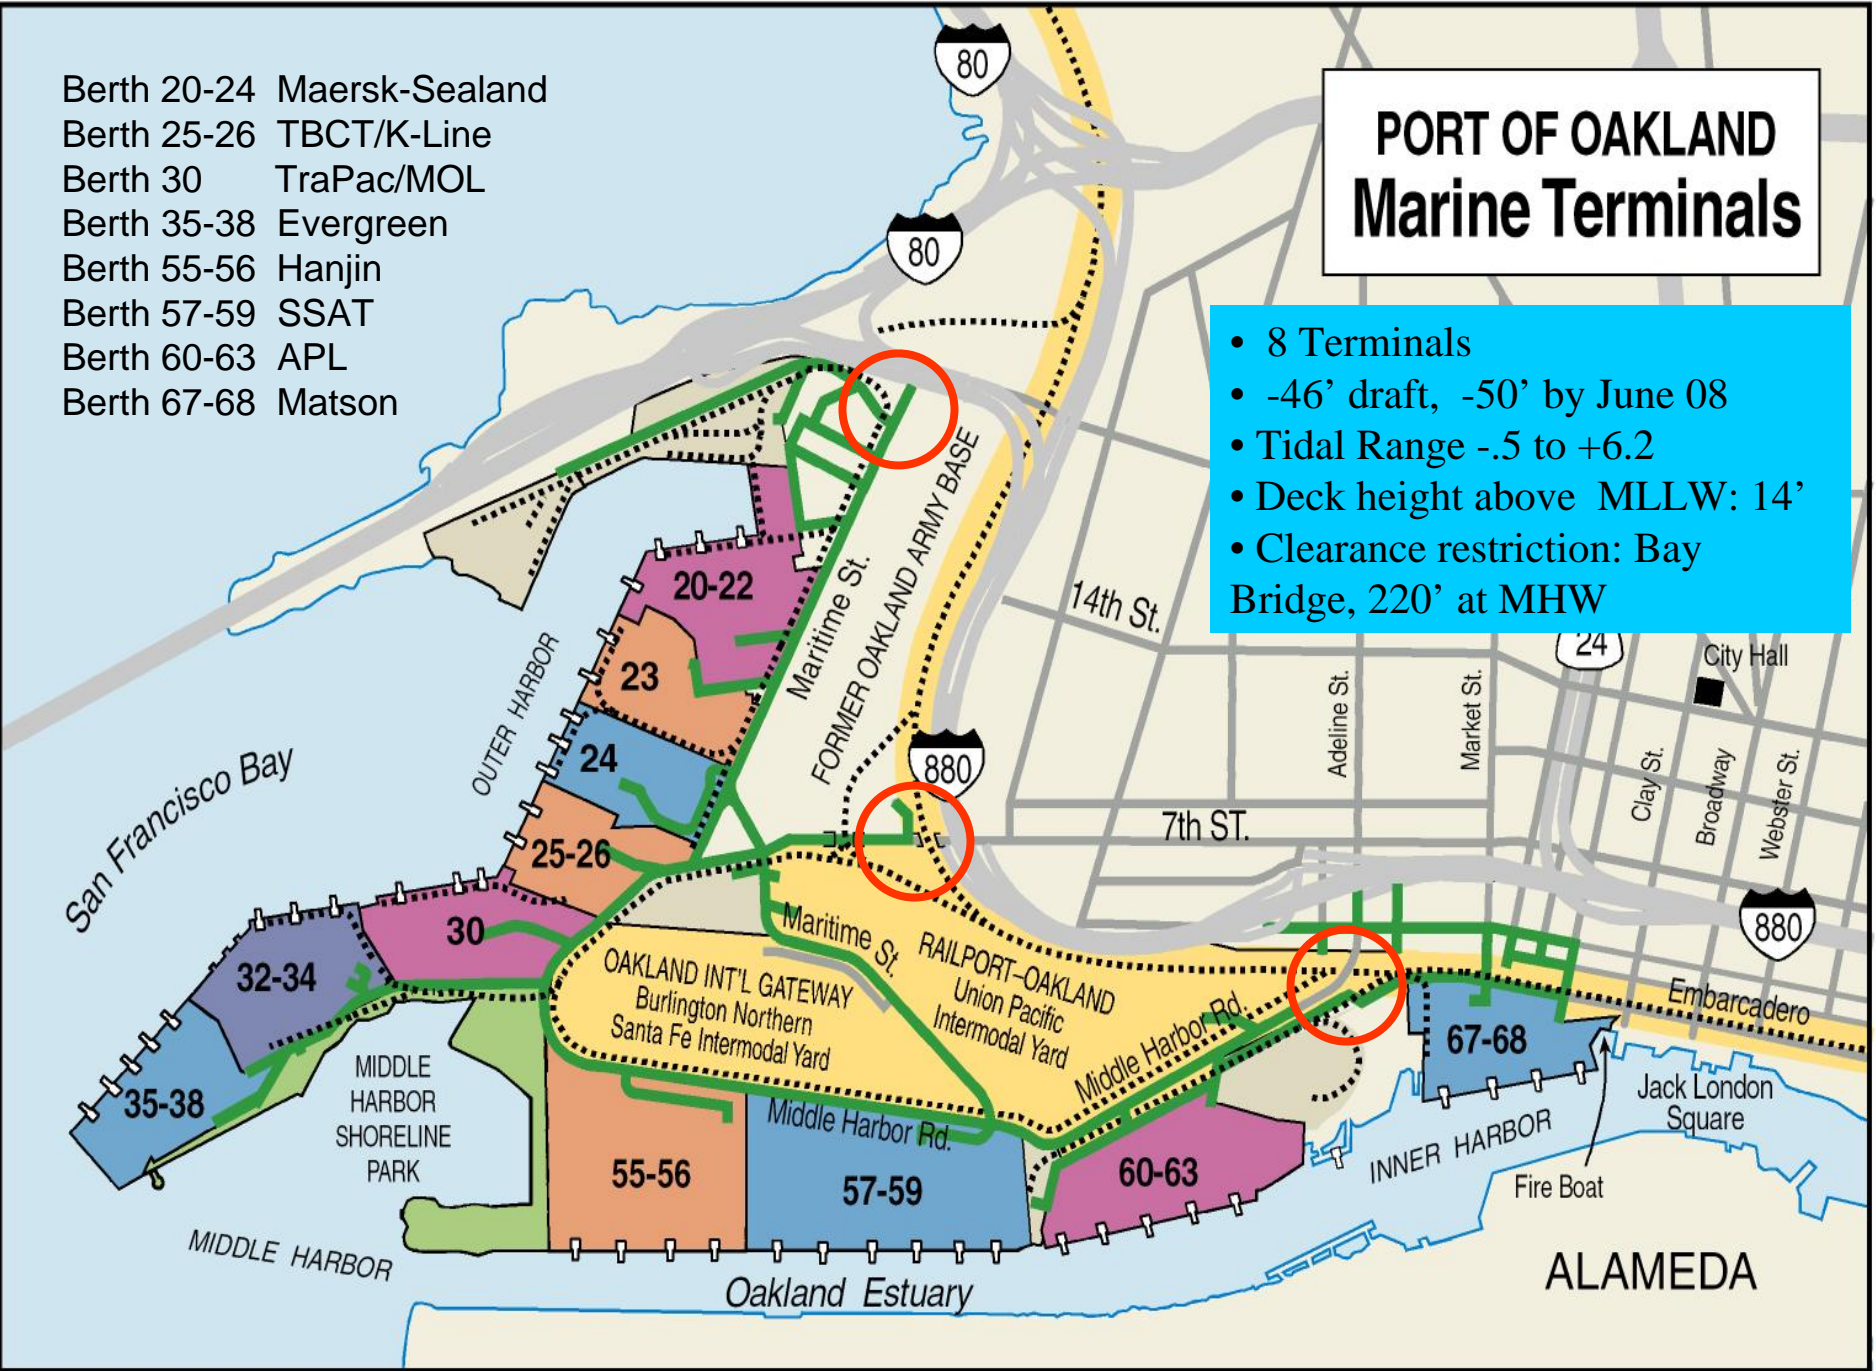 Berth 20-24 Maersk-Sealand
Berth 25-26 TBCT/K-Line
Berth 30 TraPac/MOL
Berth 35-38 Evergreen
Berth 55-56 Hanjin
Berth 57-59 SSAT
Berth 60-63 APL
Berth 67-68 Matson
80
80
PORT OF OAKLAND
Marine Terminals
• 8 Terminals
• -46’ draft, -50’ by June 08
• Tidal Range -.5 to +6.2
• Deck height above MLLW: 14’
• Clearance restriction: Bay
Bridge, 220’ at MHW
24
City Hall
14th St.
Adeline St.
Market St.
Clay St.
Broadway
Webster St.
7th ST.
880
880
Maritime St.
FORMER OAKLAND ARMY BASE
OUTER HARBOR
San Francisco Bay
20-22
23
24
25-26
30
32-34
35-38
Maritime St.
OAKLAND INT'L GATEWAY
Burlington Northern
Santa Fe Intermodal Yard
RAILPORT–OAKLAND
Union Pacific
Intermodal Yard
Middle Harbor Rd.
Middle Harbor Rd.
Embarcadero
MIDDLE
HARBOR
SHORELINE
PARK
55-56
57-59
60-63
67-68
Jack London
Square
INNER HARBOR
Fire Boat
MIDDLE HARBOR
Oakland Estuary
ALAMEDA